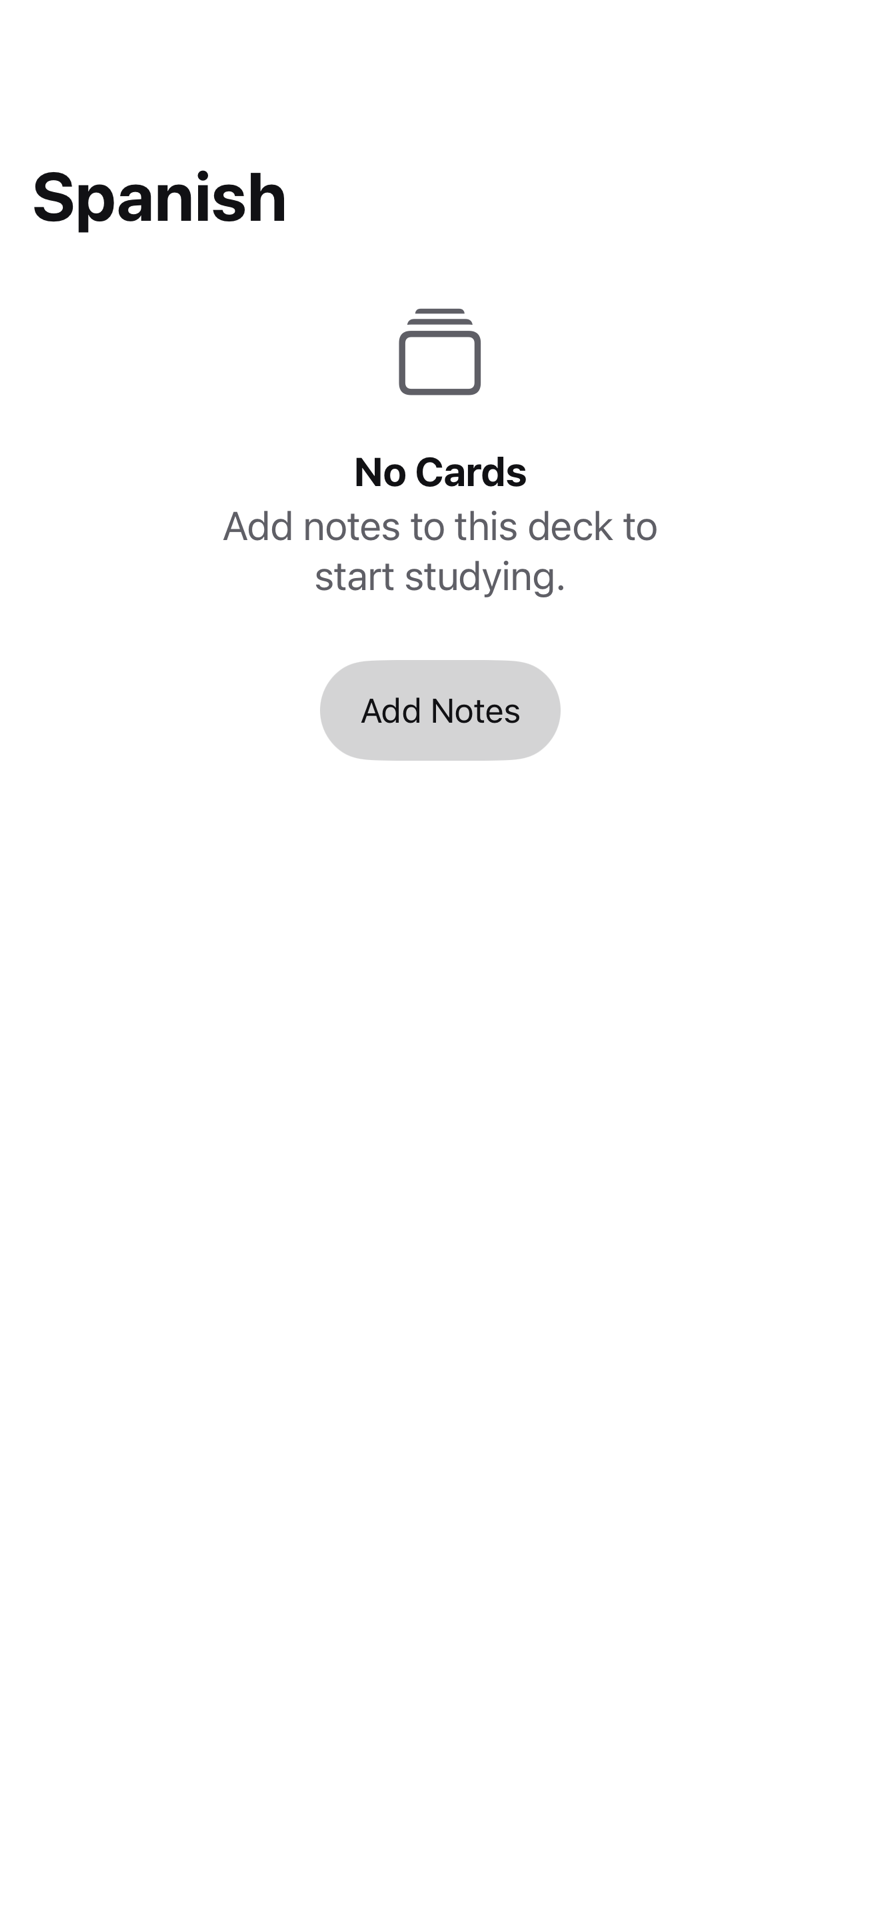 Spanish
No Cards
Add notes to this deck to
start studying.
Add Notes